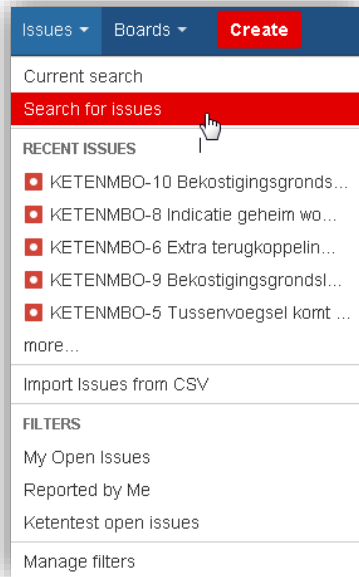 Issues Boards Create
Current search
Search for issues
RECENT ISSUES
KETENMBO-10 Bekostigingsgronds...
KETENMBO-8 Indicatie geheim wo...
KETENMBO-6 Extra terugkoppelin...
KETENMBO-9 Bekostigingsgrondsl...
KETENMBO-5 Tussenvoegsel komt ...
more...
Import Issues from CSV
FILTERS
My Open Issues
Reported by Me
Ketentest open issues
Manage filters